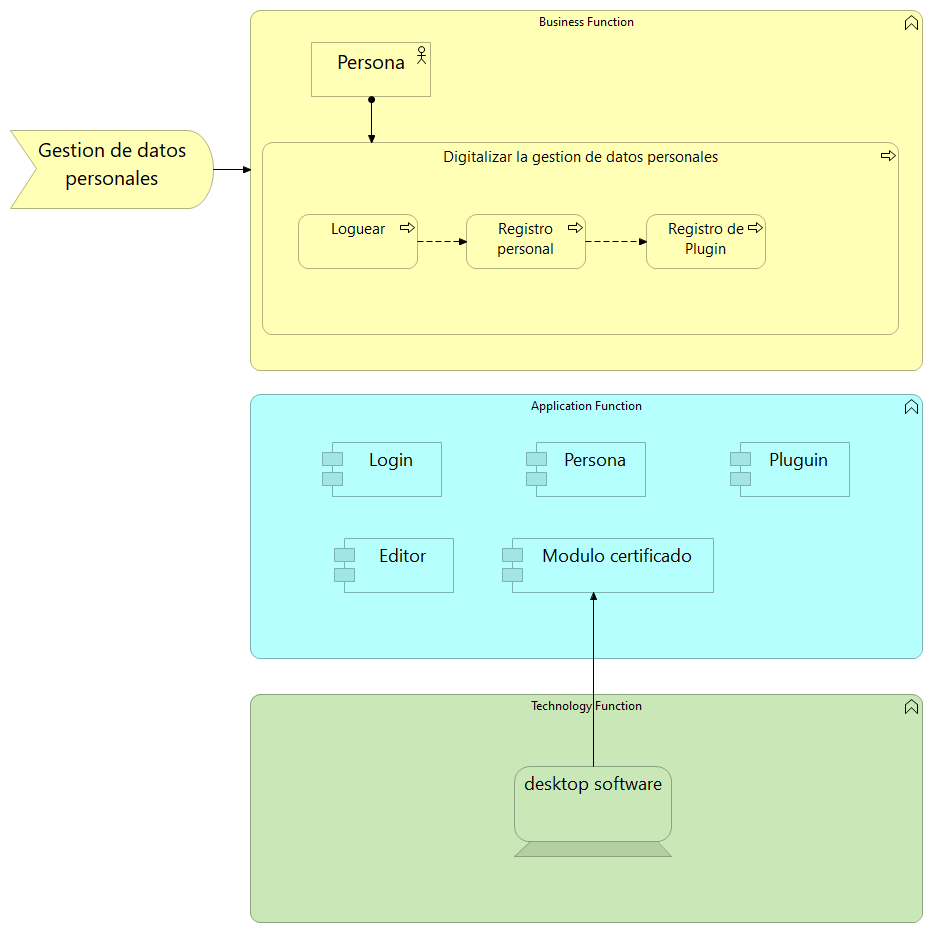 Business Function
Persona
Gestion de datos
personales
Digitalizar la gestion de datos personales
Loguear
Registro
personal
Registro de
Plugin
Application Function
Login
Persona
Pluguin
Editor
Modulo certificado
Technology Function
desktop software